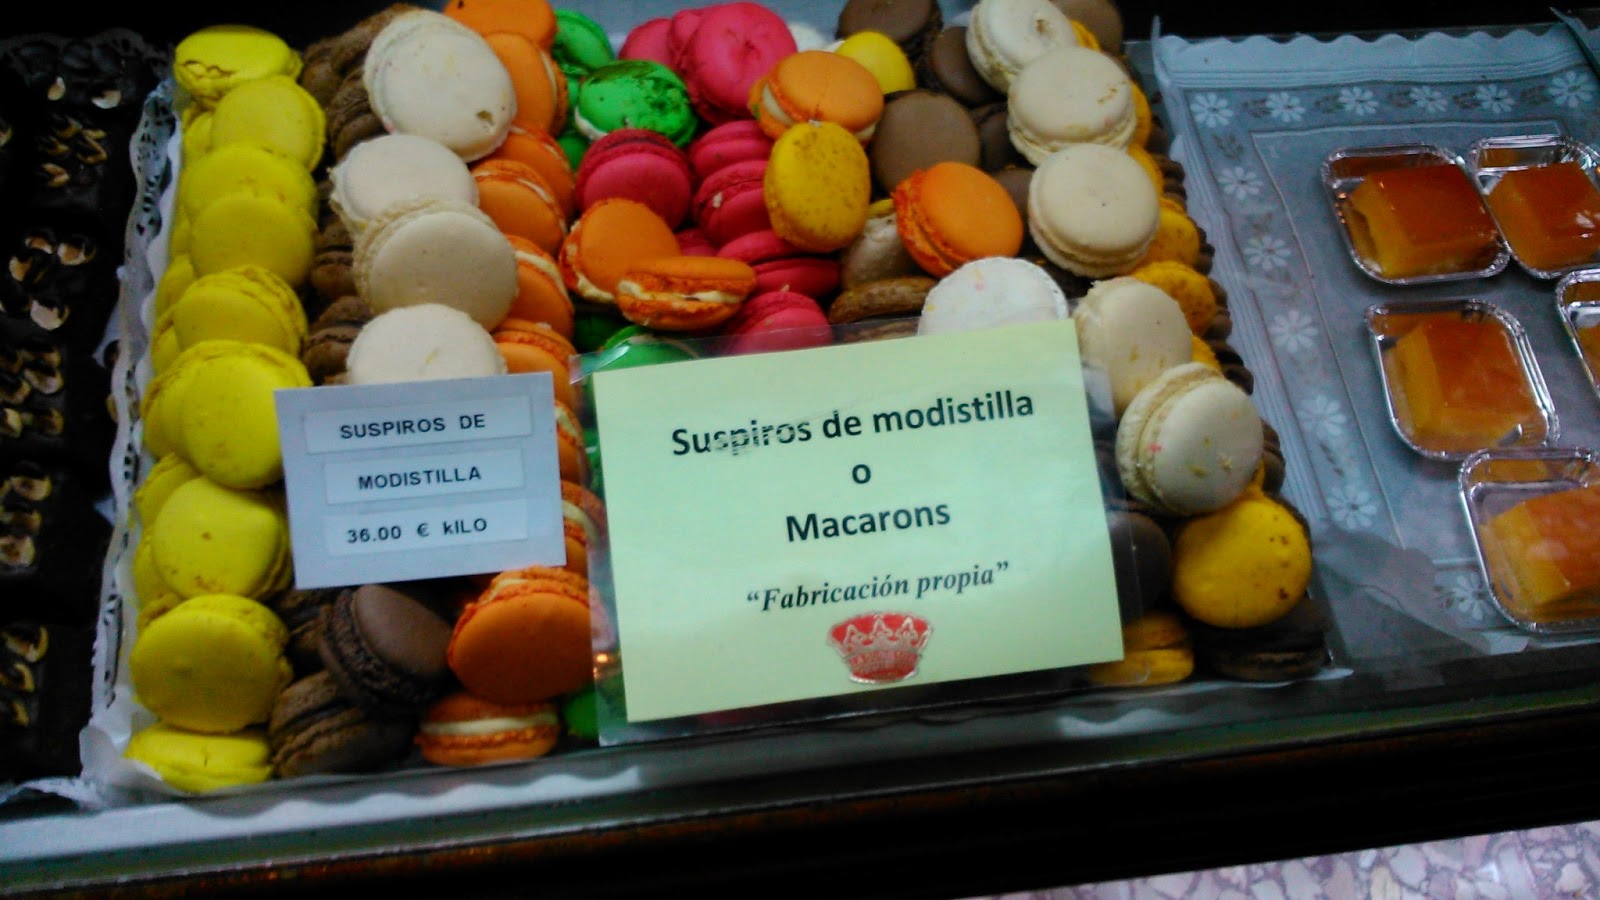 SUSPIROS DE
MODISTILLA
36.00 € kILO
Suspiros de modistilla
o
Macarons
“Fabricación propia”